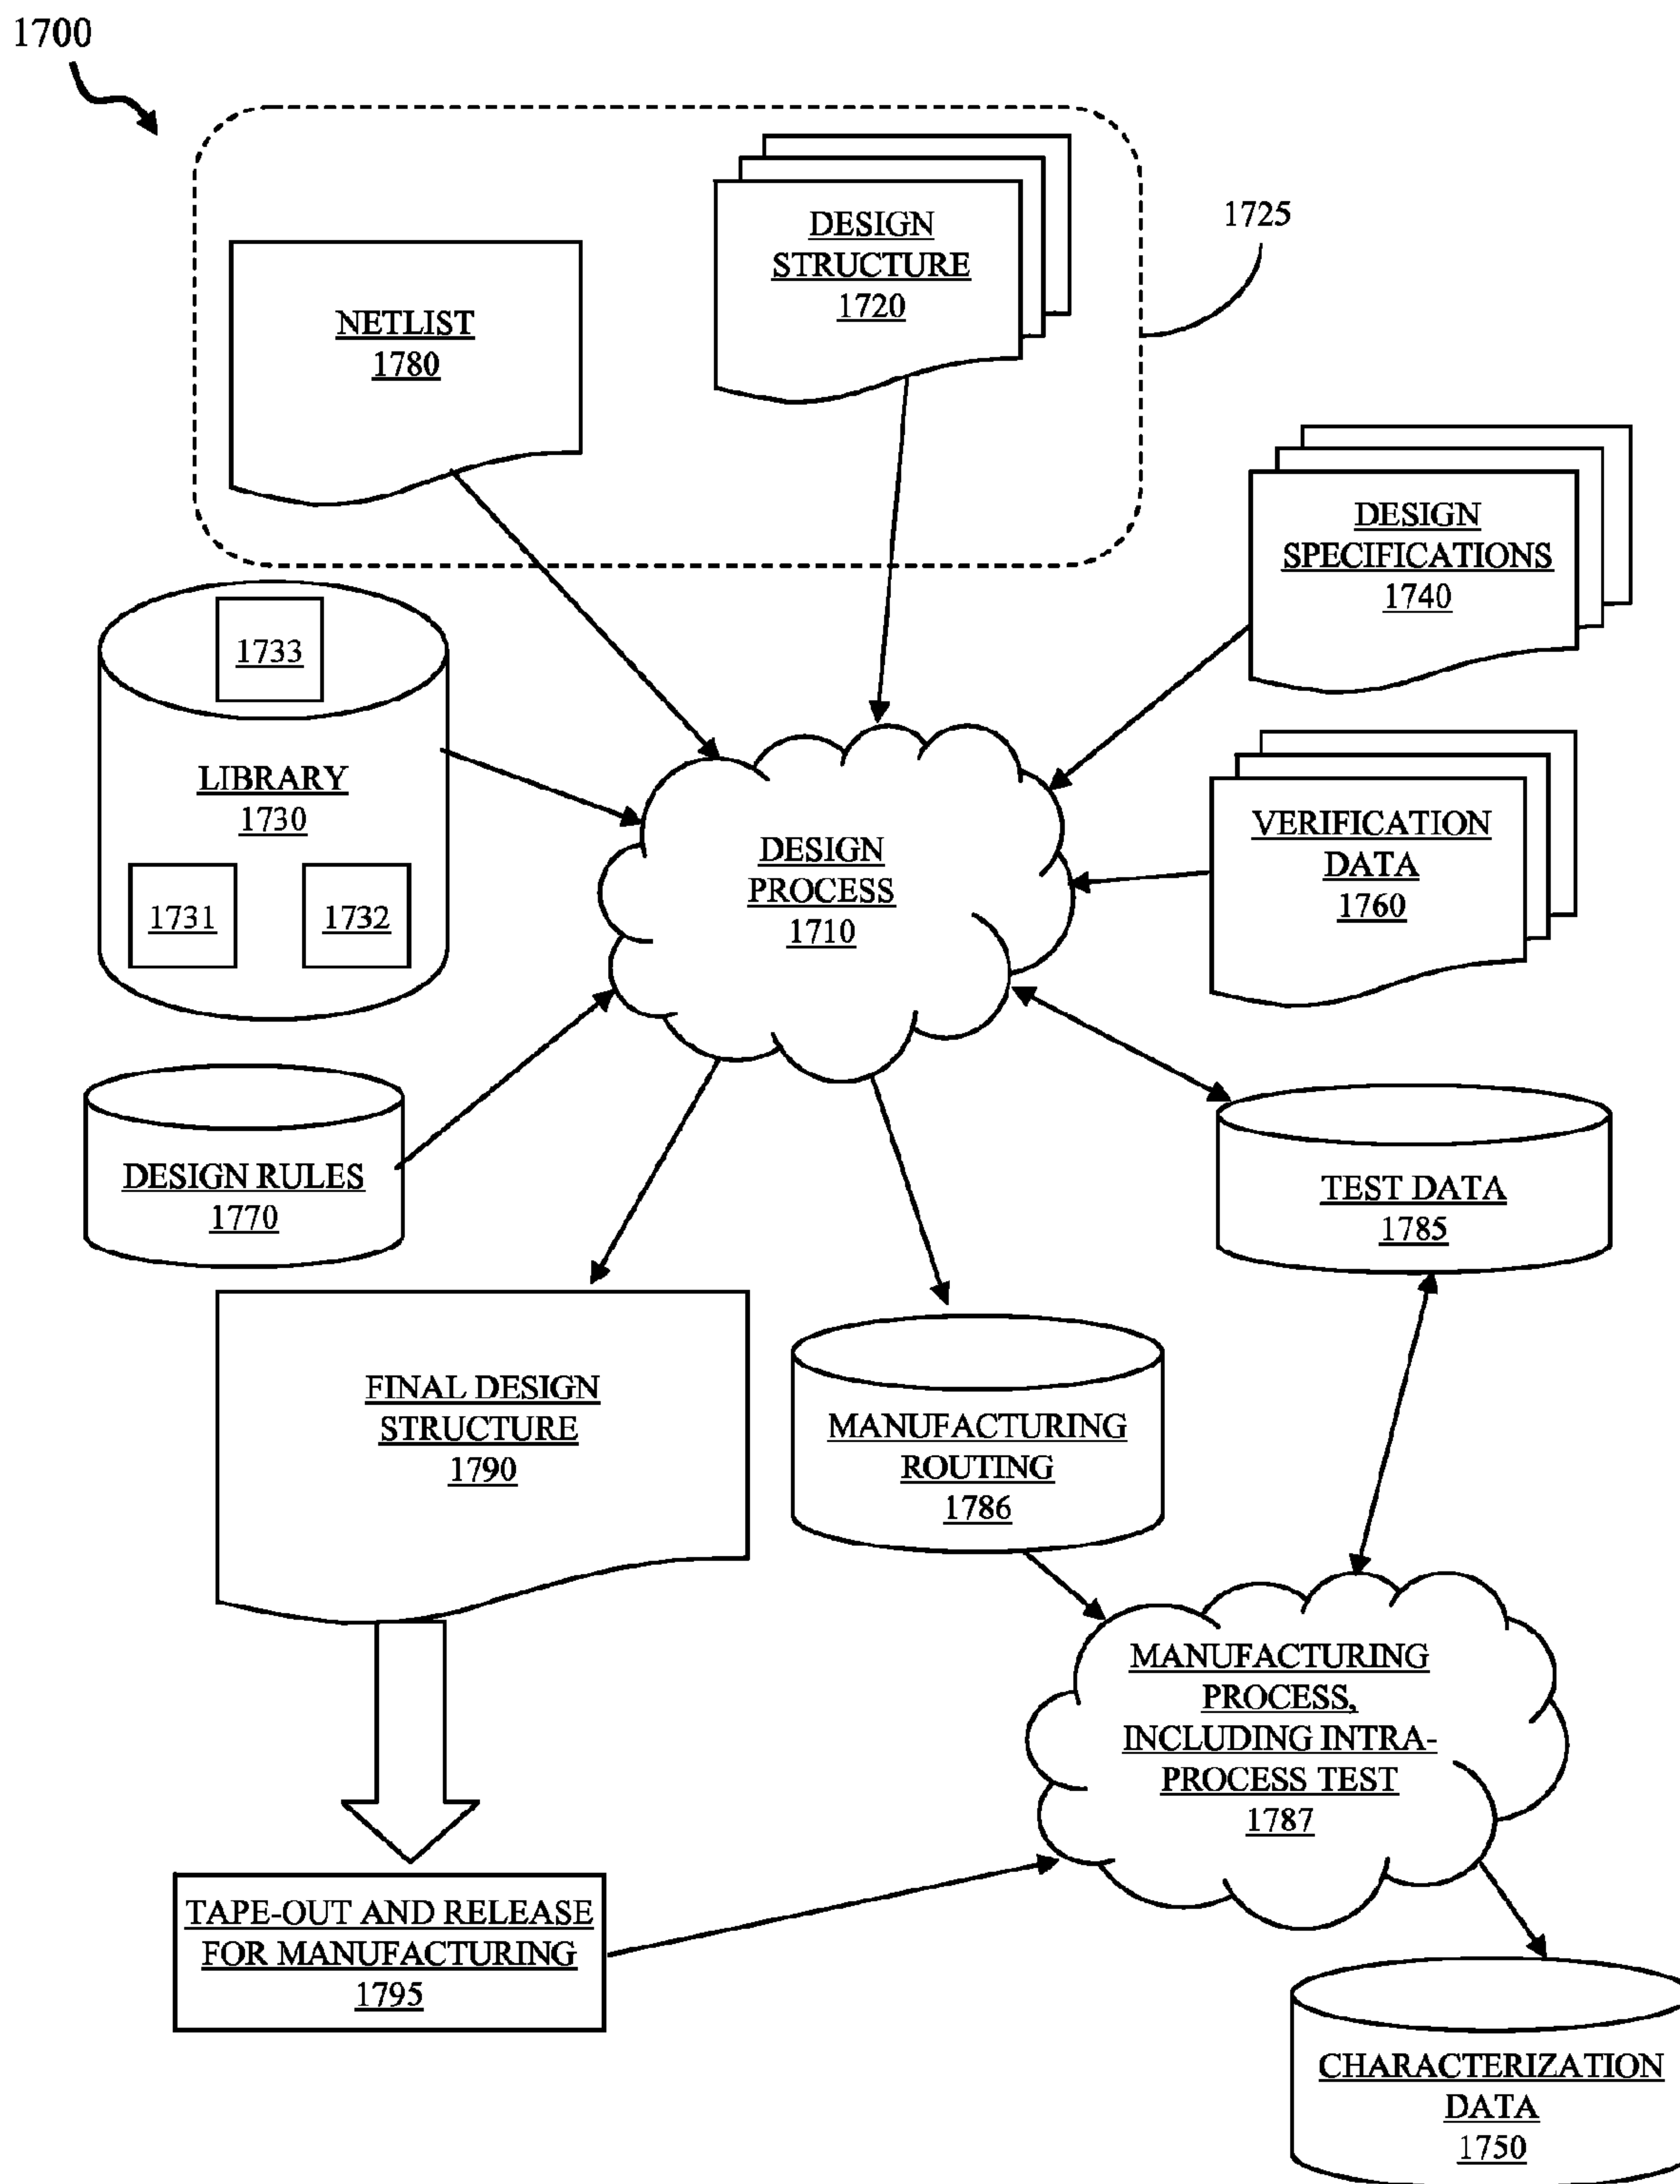 1700
DESIGN
STRUCTURE
1720
1725
NETLIST
1780
DESIGN
SPECIFICATIONS
1740
1733
LIBRARY
1730
1731
1732
DESIGN
PROCESS
1710
VERIFICATION
DATA
1760
DESIGN RULES
1770
TEST DATA
1785
FINAL DESIGN
STRUCTURE
1790
MANUFACTURING
ROUTING
1786
MANUFACTURING
PROCESS,
INCLUDING INTRA-
PROCESS TEST
1787
TAPE-OUT AND RELEASE
FOR MANUFACTURING
1795
CHARACTERIZATION
DATA
1750